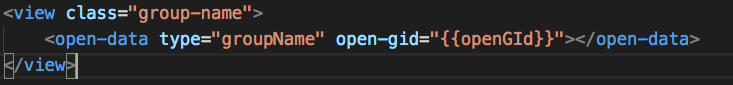 <view class="group-name">
<open-data type="groupName" open-gid="{{openGId}}"></open-data>
</view>